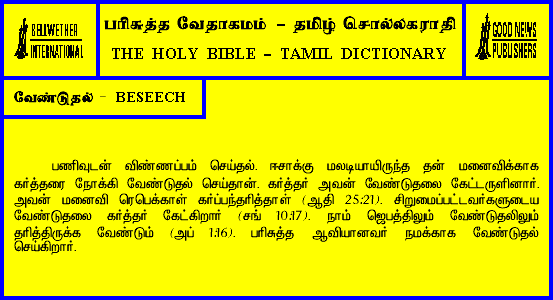 BELLWETHER
INTERNATIONAL
பரிசுத்த வேதாகமம் - தமிழ் சொல்லகராதி
THE HOLY BIBLE - TAMIL DICTIONARY
GOOD NEWS
PUBLISHERS
வேண்டுதல் - BESEECH
பணிவுடன் விண்ணப்பம் செய்தல். ஈசாக்கு மலடியாயிருந்த தன் மனைவிக்காக
கர்த்தரை நோக்கி வேண்டுதல் செய்தான். கர்த்தர் அவன் வேண்டுதலை கேட்டருளினார்.
அவன் மனைவி ரெபெக்காள் கர்ப்பந்தரித்தாள் (ஆதி 25:21). சிறுமைப்பட்டவர்களுடைய
வேண்டுதலை கர்த்தர் கேட்கிறார் (சங் 10:17). நாம் ஜெபத்திலும் வேண்டுதலிலும்
தரித்திருக்க வேண்டும் (அப் 1:16). பரிசுத்த ஆவியானவர் நமக்காக வேண்டுதல்
செய்கிறார்.